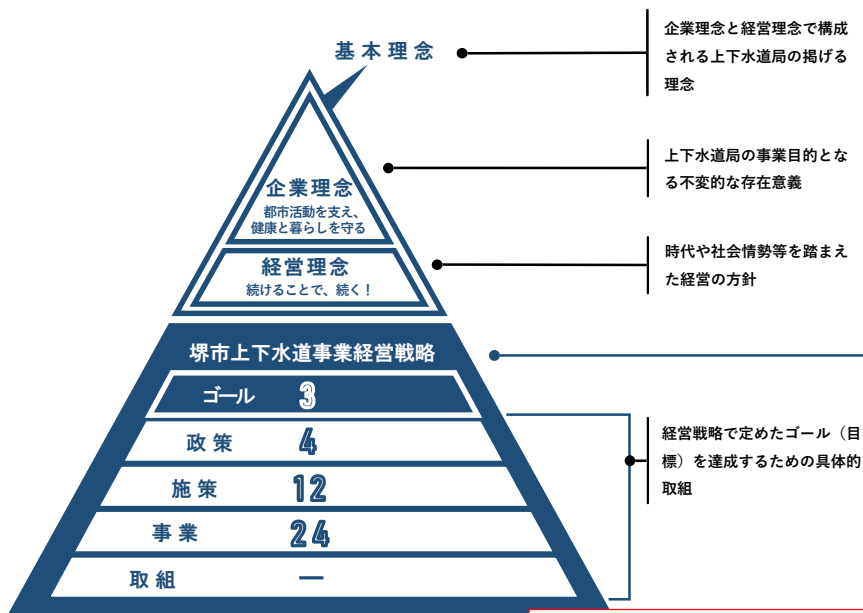 基本理念
企業理念と経営理念で構成
される上下水道局の掲げる
理念
企業理念
都市活動を支え、
健康と暮らしを守る
上下水道局の事業目的とな
る不変的な存在意義
経営理念
続けることで、続く！
時代や社会情勢等を踏まえ
た経営の方針
堺市上下水道事業経営戦略
ゴール 3
政策 4
施策 12
事業 24
取組 ―
経営戦略で定めたゴール（目
標）を達成するための具体的
取組